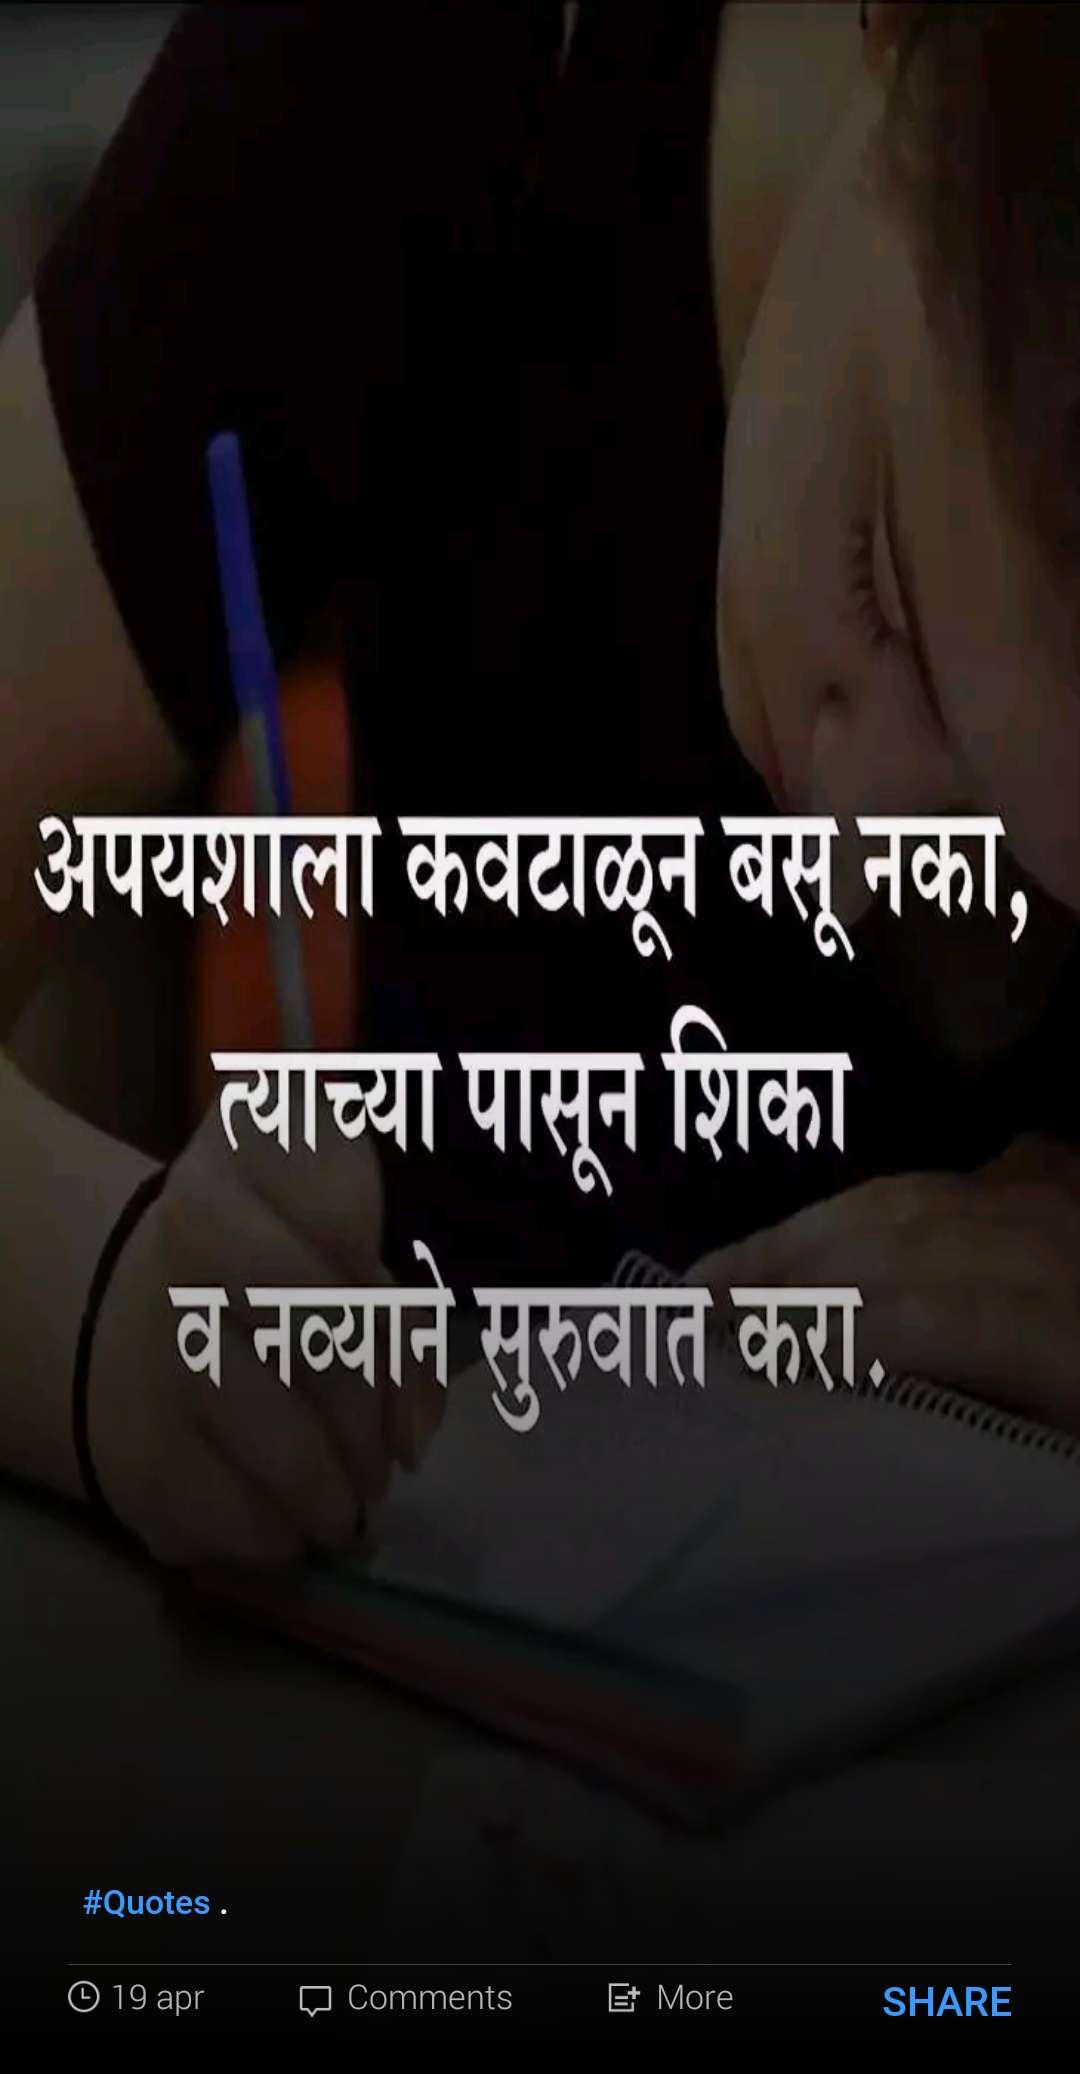 अपयशाला कवटाळून बसू नका,
त्याच्या पासून शिका
व नव्याने सुरुवात करा.
#Quotes .
19 apr Comments More SHARE